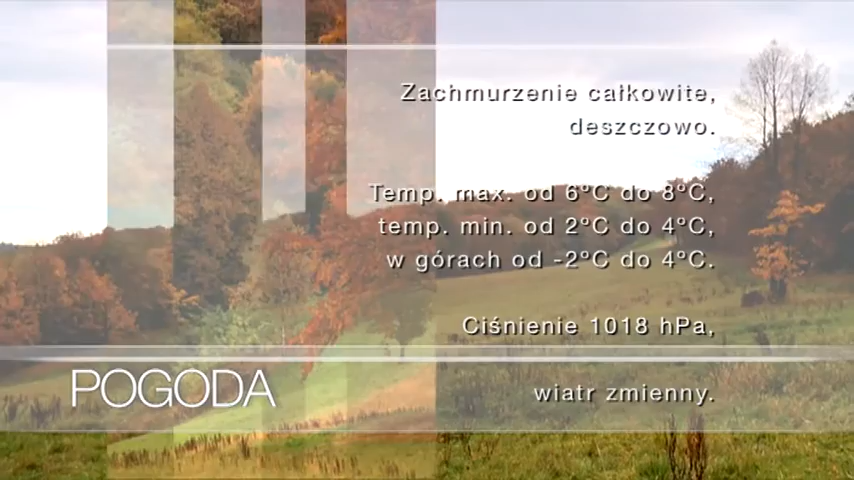 Zachmurzenie całkowite,
deszczowo.
Temp. max. od 6°C do 8°C,
temp. min. od 2°C do 4°C,
w górach od -2°C do 4°C.
Ciśnienie 1018 hPa,
wiatr zmienny.
POGODA